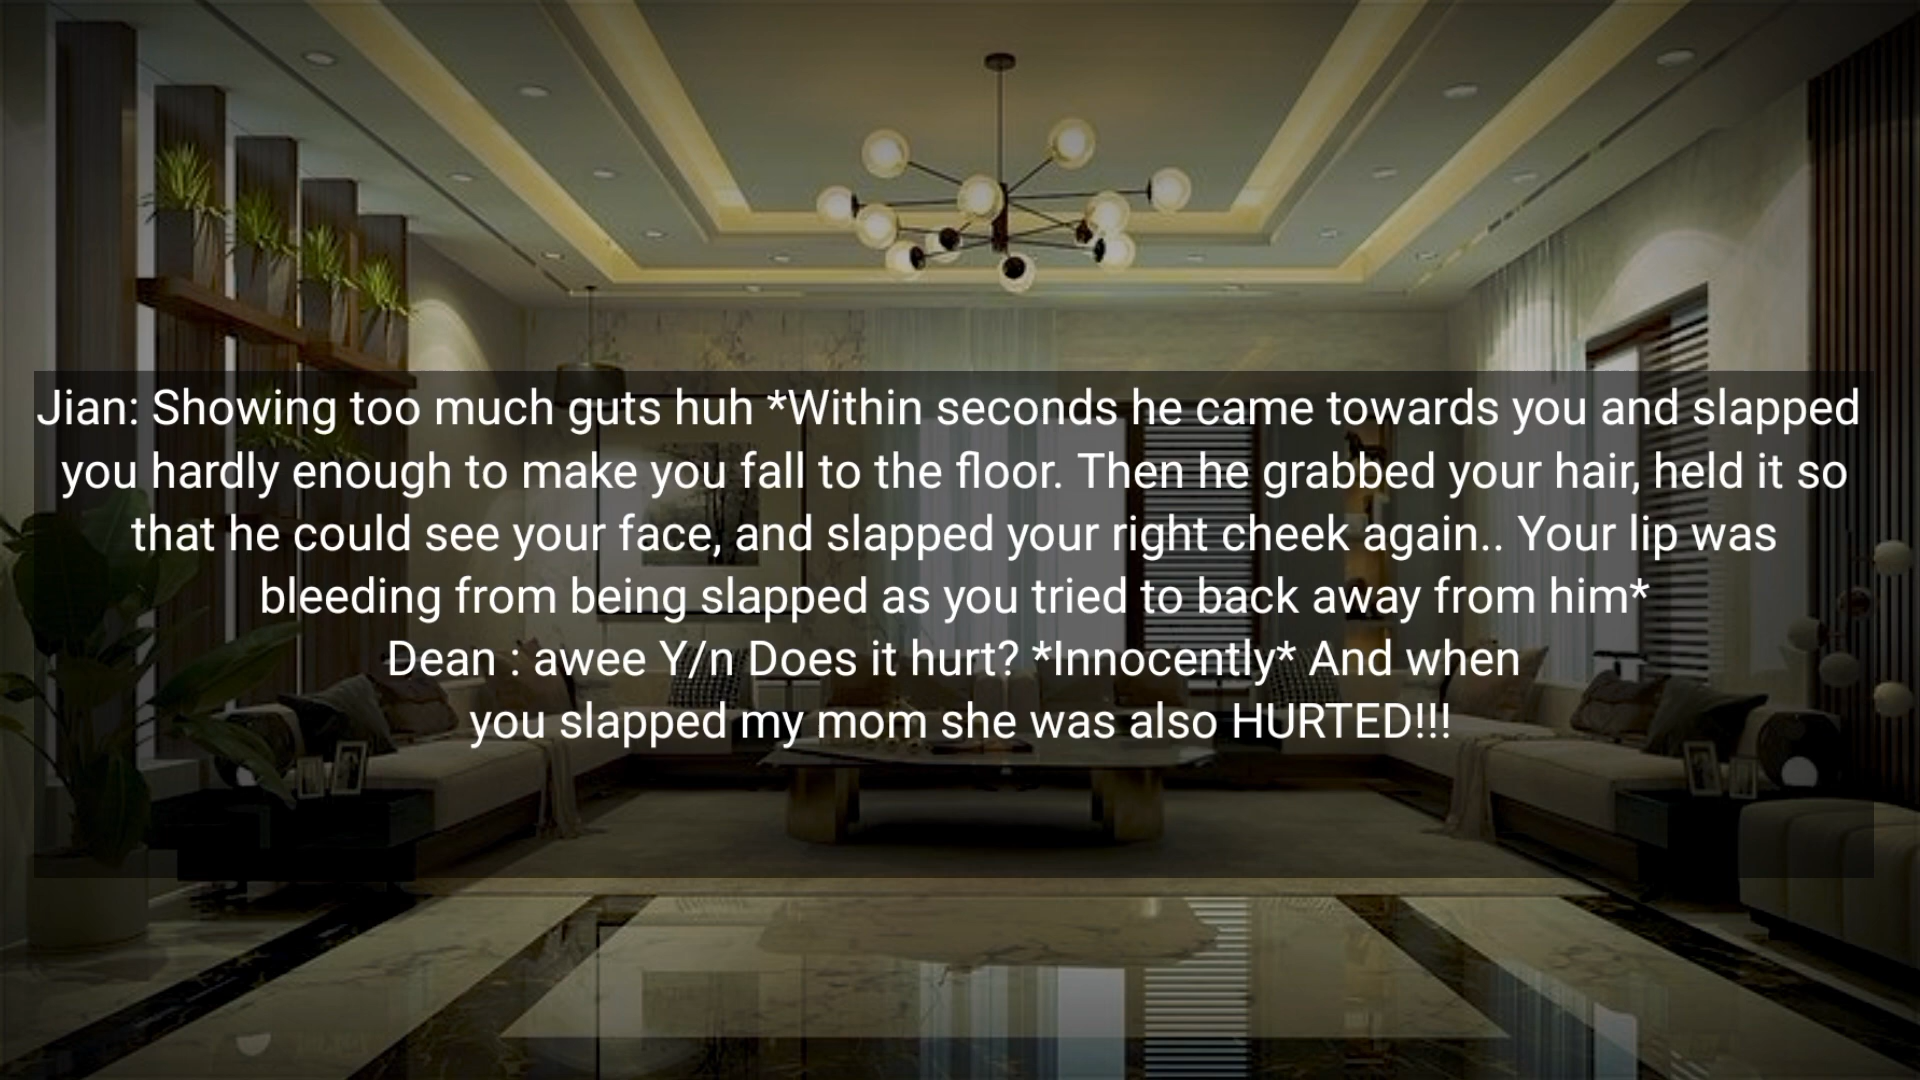 Jian: Showing too much guts huh *Within seconds he came towards you and slapped
you hardly enough to make you fall to the floor. Then he grabbed your hair, held it so
that he could see your face, and slapped your right cheek again.. Your lip was
bleeding from being slapped as you tried to back away from him*
Dean : awee Y/n Does it hurt? *Innocently* And when
you slapped my mom she was also HURTED!!!